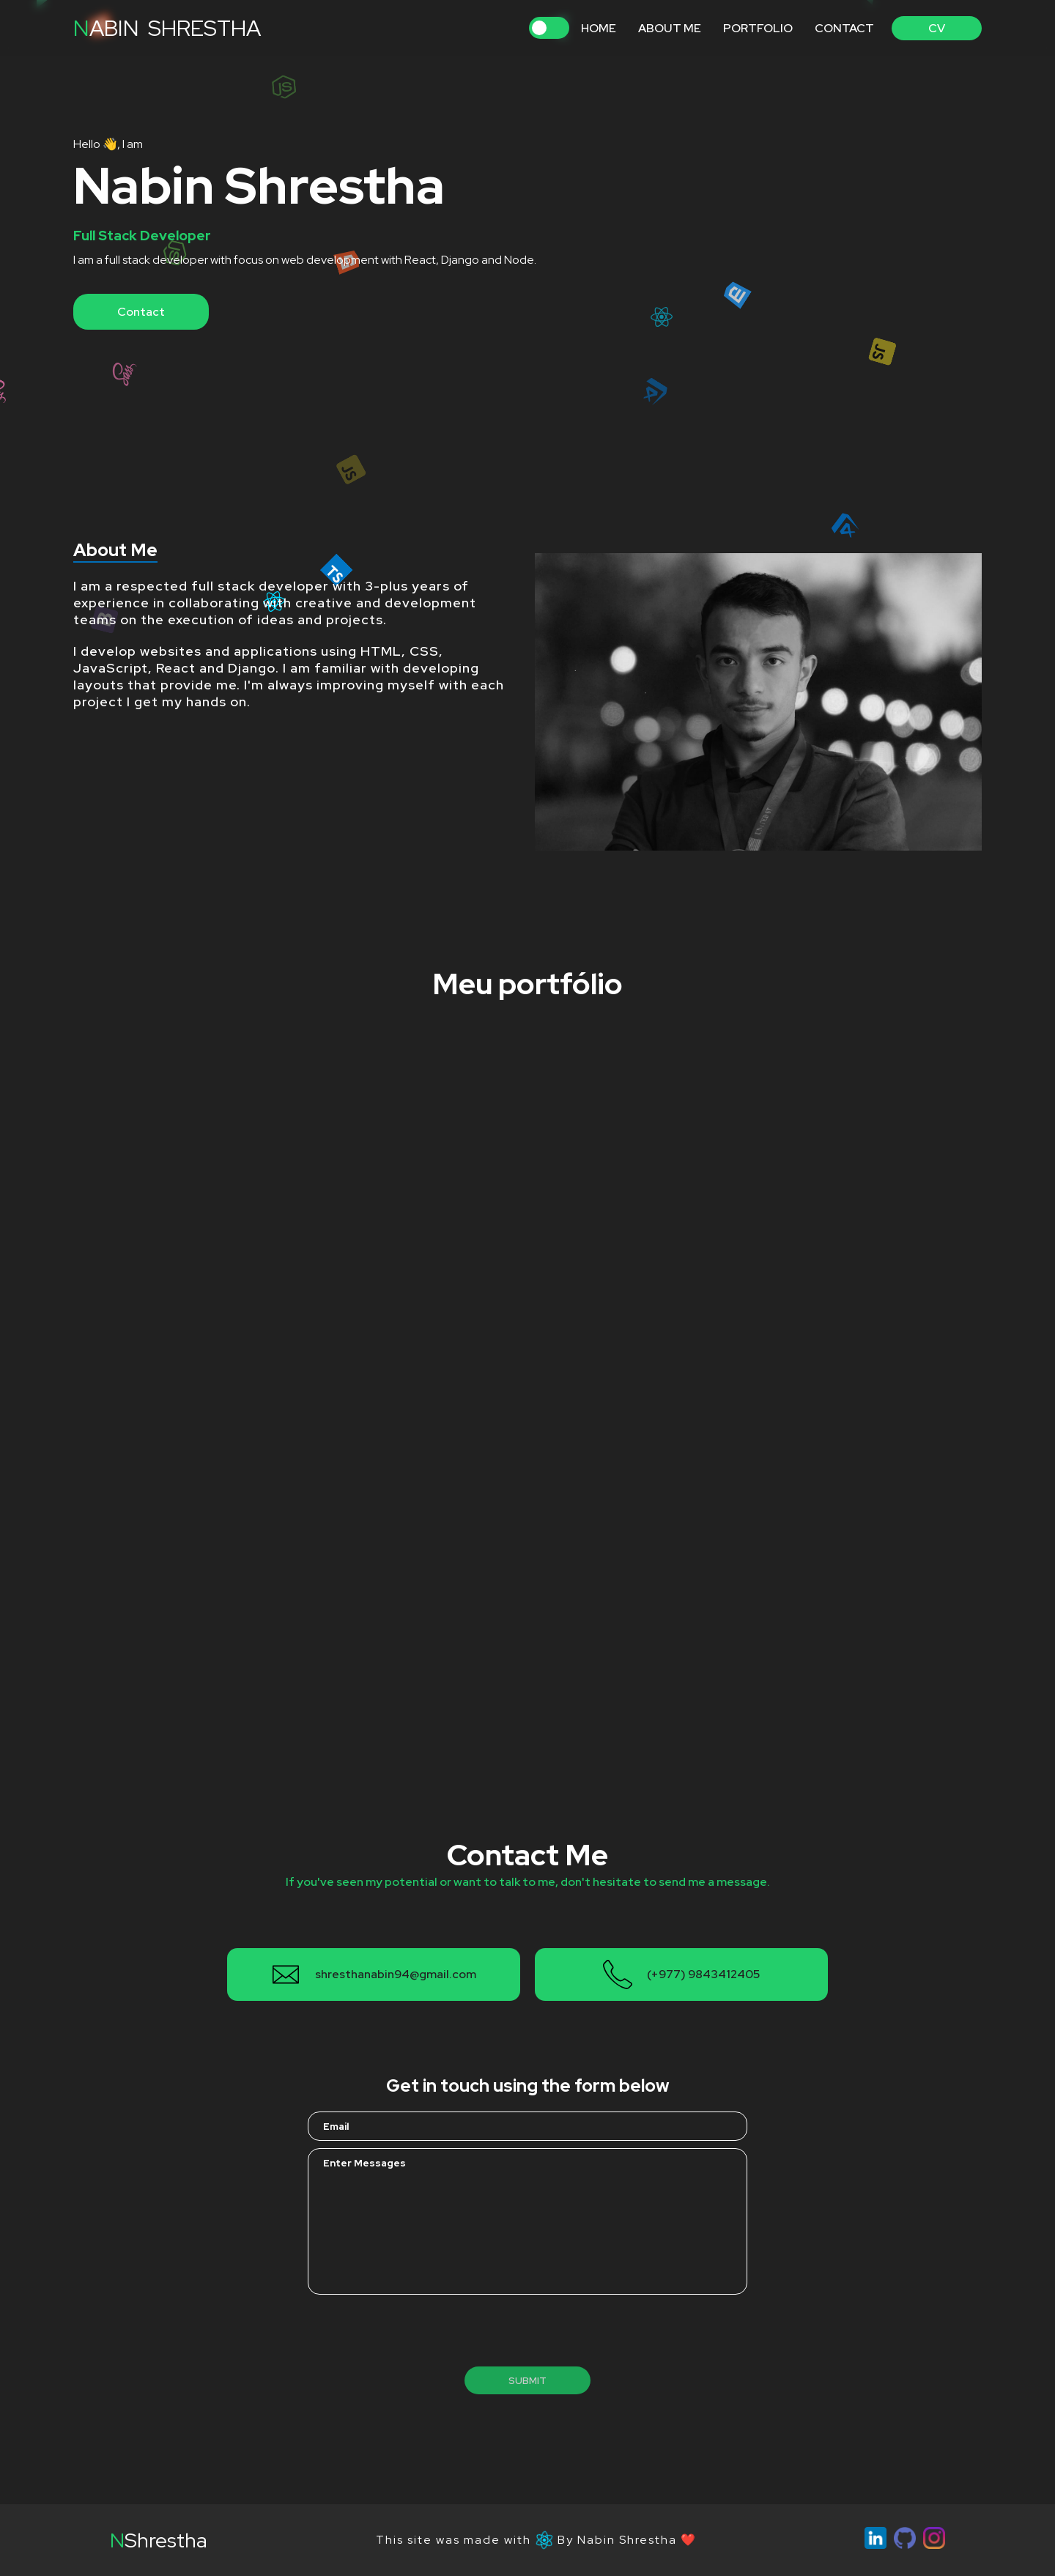 NABIN SHRESTHA
HOME ABOUT ME PORTFOLIO CONTACT CV
JS
Hello 👋, I am
Nabin Shrestha
Full Stack Developer
I am a full stack developer with focus on web development with React, Django and Node.
Contact
JS
JS
About Me
TS
I am a respected full stack developer with 3-plus years of
experience in collaborating with creative and development
teams on the execution of ideas and projects.
I develop websites and applications using HTML, CSS,
JavaScript, React and Django. I am familiar with developing
layouts that provide me. I'm always improving myself with each
project I get my hands on.
Meu portfólio
Contact Me
If you've seen my potential or want to talk to me, don't hesitate to send me a message.
shresthanabin94@gmail.com
(+977) 9843412405
Get in touch using the form below
Email
Enter Messages
SUBMIT
NShrestha
This site was made with By Nabin Shrestha ❤️
in